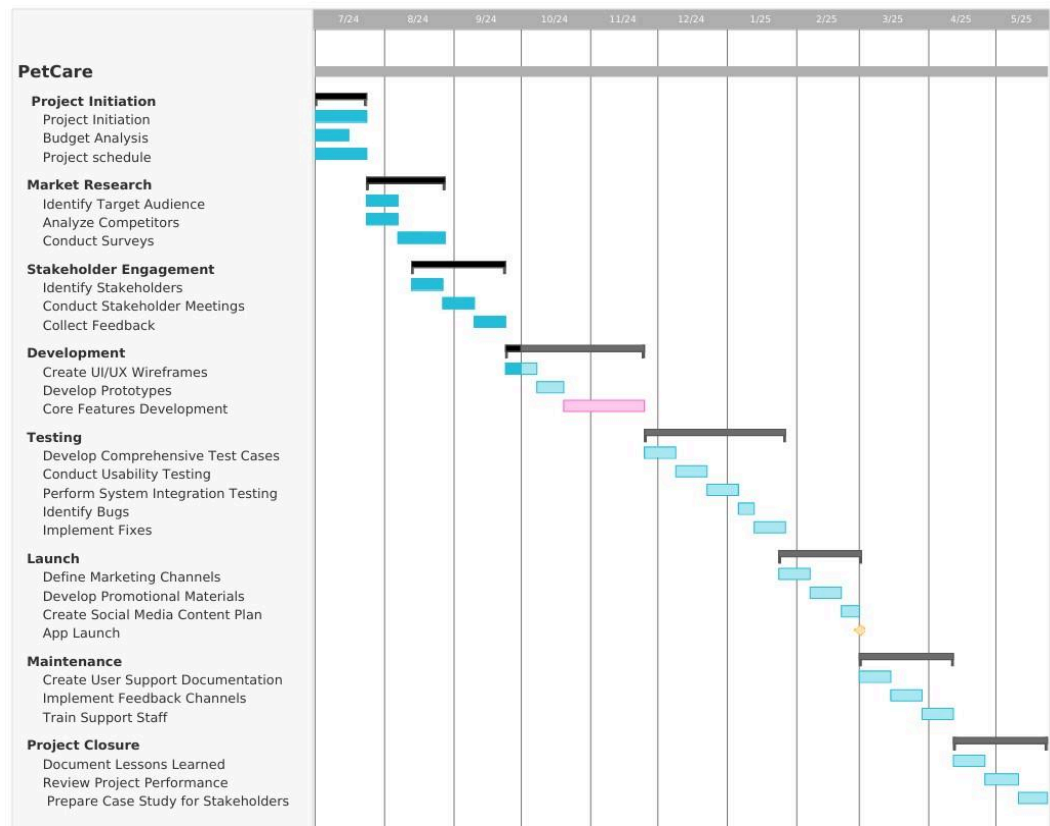 7/24 8/24 9/24 10/24 11/24 12/24 1/25 2/25 3/25 4/25 5/25
PetCare
Project Initiation
Project Initiation
Budget Analysis
Project schedule
Market Research
Identify Target Audience
Analyze Competitors
Conduct Surveys
Stakeholder Engagement
Identify Stakeholders
Conduct Stakeholder Meetings
Collect Feedback
Development
Create UI/UX Wireframes
Develop Prototypes
Core Features Development
Testing
Develop Comprehensive Test Cases
Conduct Usability Testing
Perform System Integration Testing
Identify Bugs
Implement Fixes
Launch
Define Marketing Channels
Develop Promotional Materials
Create Social Media Content Plan
App Launch
Maintenance
Create User Support Documentation
Implement Feedback Channels
Train Support Staff
Project Closure
Document Lessons Learned
Review Project Performance
Prepare Case Study for Stakeholders